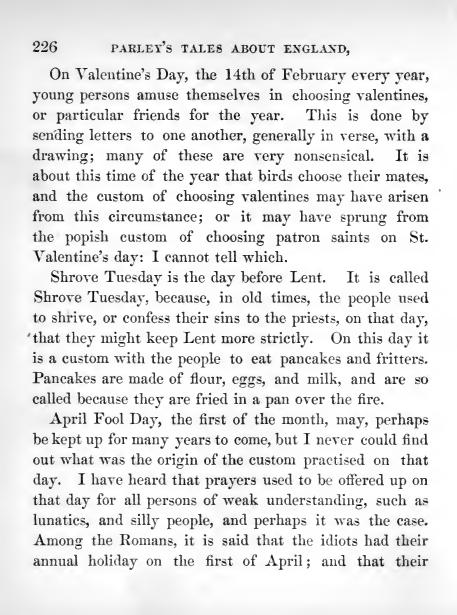 226 PARLEY'S TALES ABOUT ENGLAND,
On Valentine's Day, the 14th of February every year,
young persons amuse themselves in choosing valentines,
or particular friends for the year. This is done by
sending letters to one another, generally in verse, with a
drawing; many of these are very nonsensical. It is
about this time of the year that birds choose their mates,
and the custom of choosing valentines may have arisen
from this circumstance; or it may have sprung from
the popish custom of choosing patron saints on St.
Valentine's day: I cannot tell which.
Shrove Tuesday is the day before Lent. It is called
Shrove Tuesday, because, in old times, the people used
to shrive, or confess their sins to the priests, on that day,
that they might keep Lent more strictly. On this day it
is a custom with the people to eat pancakes and fritters.
Pancakes are made of flour, eggs, and milk, and are so
called because they are fried in a pan over the fire.
April Fool Day, the first of the month, may, perhaps
be kept up for many years to come, but I never could find
out what was the origin of the custom practised on that
day. I have heard that prayers used to be offered up on
that day for all persons of weak understanding, such as
lunatics, and silly people, and perhaps it was the case.
Among the Romans, it is said that the idiots had their
annual holiday on the first of April; and that their